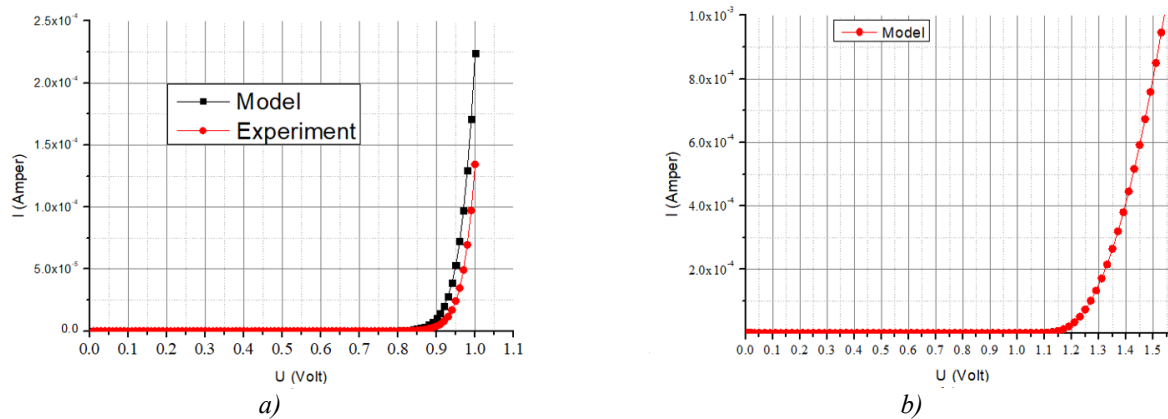 2.5x10⁻⁴
2.0x10⁻⁴
1.5x10⁻⁴
1.0x10⁻⁴
5.0x10⁻⁵
0.0
I (Amper)
Model
Experiment
0.0 0.1 0.2 0.3 0.4 0.5 0.6 0.7 0.8 0.9 1.0 1.1
U (Volt)
a)
1.0x10⁻³
8.0x10⁻⁴
6.0x10⁻⁴
4.0x10⁻⁴
2.0x10⁻⁴
I (Amper)
Model
0.0 0.1 0.2 0.3 0.4 0.5 0.6 0.7 0.8 0.9 1.0 1.1 1.2 1.3 1.4 1.5
U (Volt)
b)